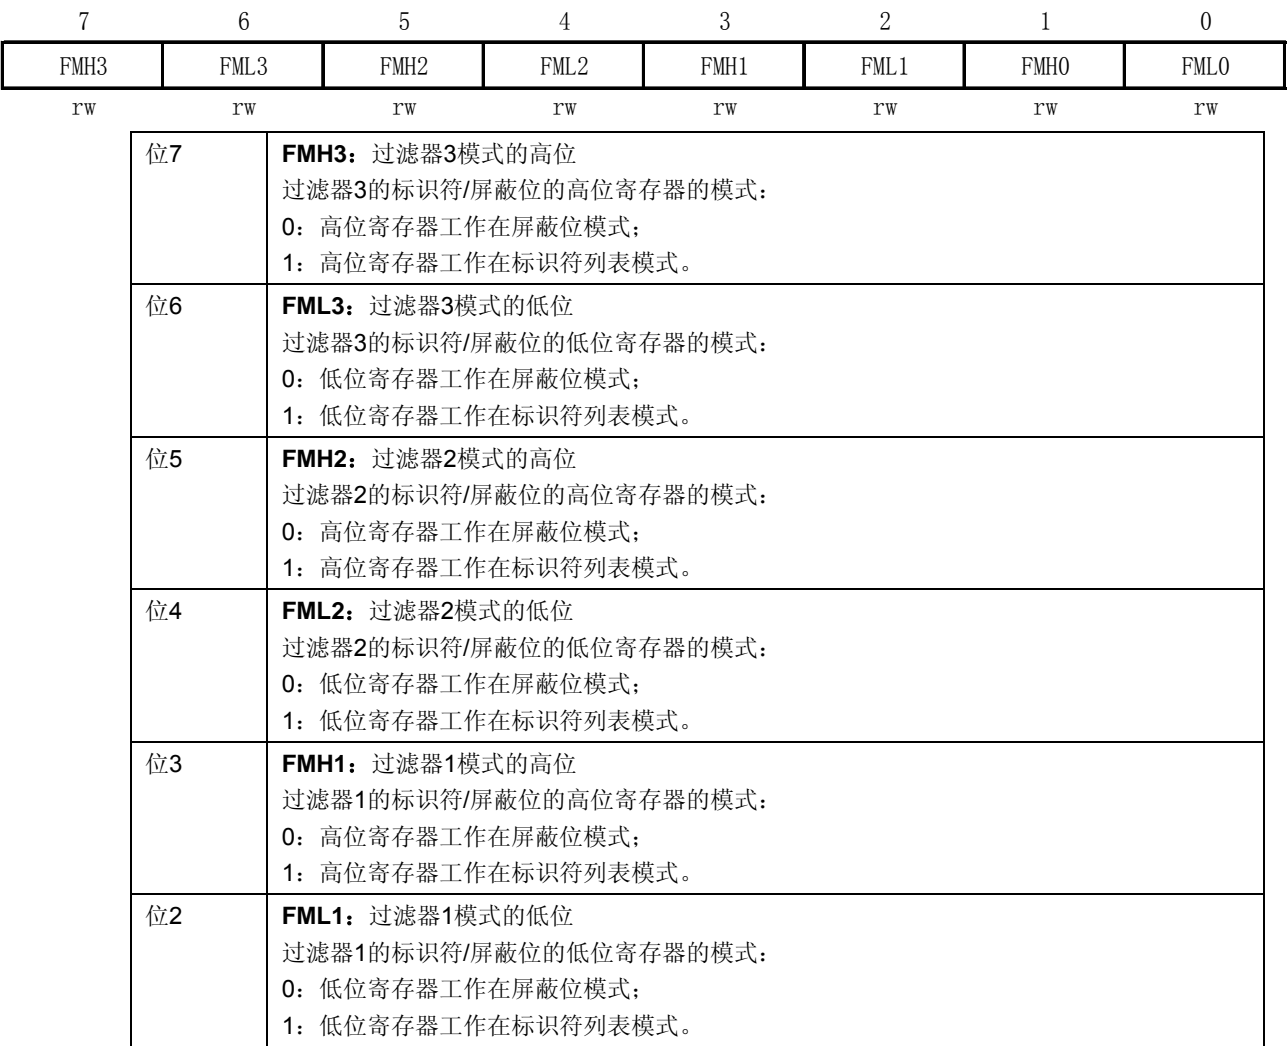 7 6 5 4 3 2 1 0
FMH3 FML3 FMH2 FML2 FMH1 FML1 FMH0 FML0
rw rw rw rw rw rw rw rw
位7 FMH3：过滤器3模式的高位
过滤器3的标识符/屏蔽位的高位寄存器的模式：
0：高位寄存器工作在屏蔽位模式；
1：高位寄存器工作在标识符列表模式。
位6 FML3：过滤器3模式的低位
过滤器3的标识符/屏蔽位的低位寄存器的模式：
0：低位寄存器工作在屏蔽位模式；
1：低位寄存器工作在标识符列表模式。
位5 FMH2：过滤器2模式的高位
过滤器2的标识符/屏蔽位的高位寄存器的模式：
0：高位寄存器工作在屏蔽位模式；
1：高位寄存器工作在标识符列表模式。
位4 FML2：过滤器2模式的低位
过滤器2的标识符/屏蔽位的低位寄存器的模式：
0：低位寄存器工作在屏蔽位模式；
1：低位寄存器工作在标识符列表模式。
位3 FMH1：过滤器1模式的高位
过滤器1的标识符/屏蔽位的高位寄存器的模式：
0：高位寄存器工作在屏蔽位模式；
1：高位寄存器工作在标识符列表模式。
位2 FML1：过滤器1模式的低位
过滤器1的标识符/屏蔽位的低位寄存器的模式：
0：低位寄存器工作在屏蔽位模式；
1：低位寄存器工作在标识符列表模式。